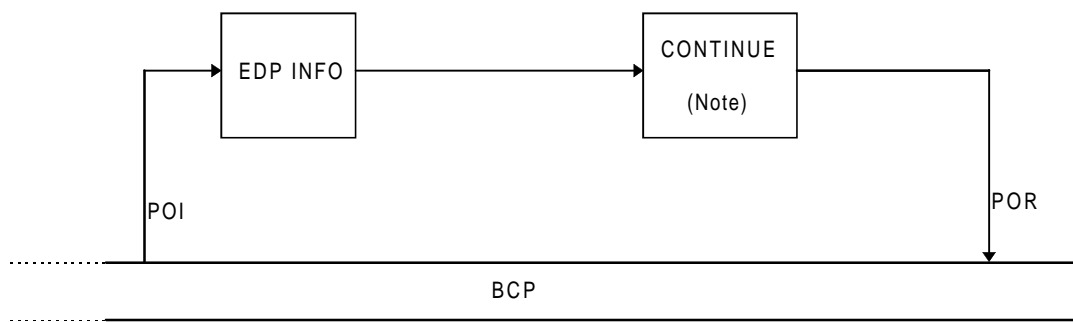 EDP INFO
CONTINUE
(Note)
POI
POR
BCP